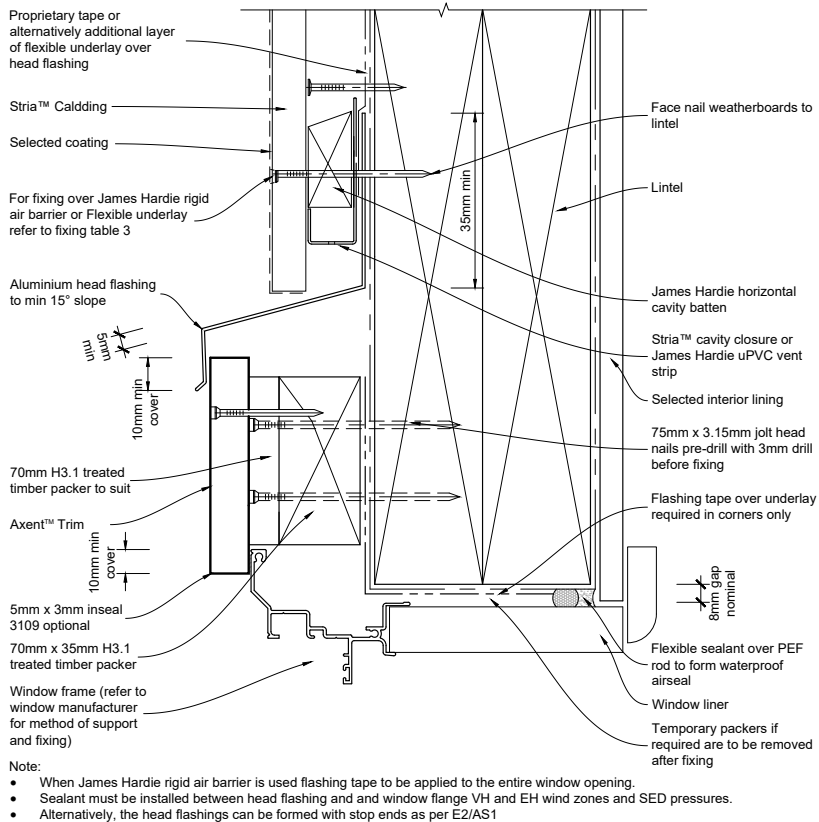 Proprietary tape or
alternatively additional layer
of flexible underlay over
head flashing
Stria™ Caldding
Selected coating
For fixing over James Hardie rigid
air barrier or Flexible underlay
refer to fixing table 3
Aluminium head flashing
to min 15° slope
5mm
min
10mm min
cover
70mm H3.1 treated
timber packer to suit
Axent™ Trim
10mm min
cover
5mm x 3mm inseal
3109 optional
70mm x 35mm H3.1
treated timber packer
Window frame (refer to
window manufacturer
for method of support
and fixing)
35mm min
Face nail weatherboards to
lintel
Lintel
James Hardie horizontal
cavity batten
Stria™ cavity closure or
James Hardie uPVC vent
strip
Selected interior lining
75mm x 3.15mm jolt head
nails pre-drill with 3mm drill
before fixing
Flashing tape over underlay
required in corners only
8mm gap
nominal
Flexible sealant over PEF
rod to form waterproof
airseal
Window liner
Temporary packers if
required are to be removed
after fixing
Note:
• When James Hardie rigid air barrier is used flashing tape to be applied to the entire window opening.
• Sealant must be installed between head flashing and and window flange VH and EH wind zones and SED pressures.
• Alternatively, the head flashings can be formed with stop ends as per E2/AS1